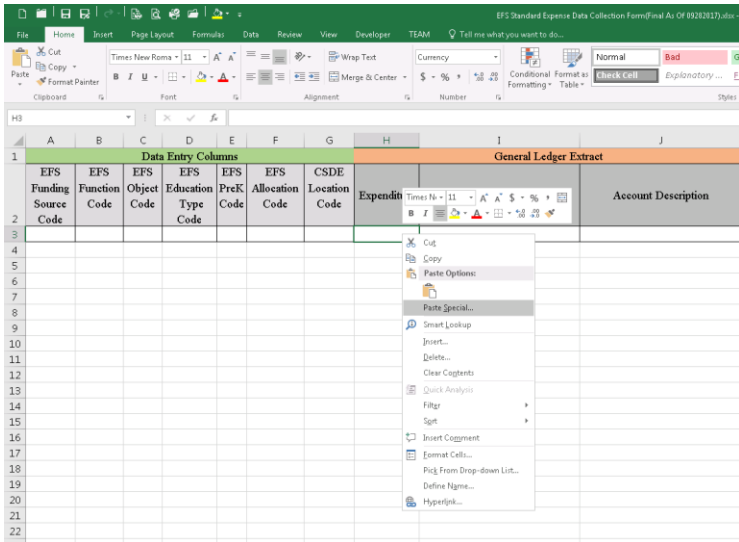 EFS Standard Expense Data Collection Form(Final As Of 09282017).xlsx -
File Home Insert Page Layout Formulas Data Review View Developer TEAM Tell me what you want to do...
Cut
Copy
Format Painter
Paste
Times New Roma 11 A A
B I U A
Wrap Text
Merge & Center
Currency
$ % , .0 .00
Conditional Formatting
Format as Table
Normal Bad G
Check Cell Explanatory ... E
Clipboard Font Alignment Number Styles
H3 fx
A B C D E F G H I J
1 Data Entry Columns General Ledger Extract
2 EFS Funding Source Code
EFS Function Code
EFS Object Code
EFS Education Type Code
EFS PreK Code
EFS Allocation Code
CSDE Location Code
Account Description
Times N 11 A A $ % ,
B I A
3
4
5
6
7
8
9
10
11
12
13
14
15
16
17
18
19
20
21
22
Cut
Copy
Paste Options:
Paste Special...
Smart Lookup
Insert...
Delete...
Clear Contents
Quick Analysis
Filter
Sort
Insert Comment
Format Cells...
Pick From Drop-down List...
Define Name...
Hyperlink...